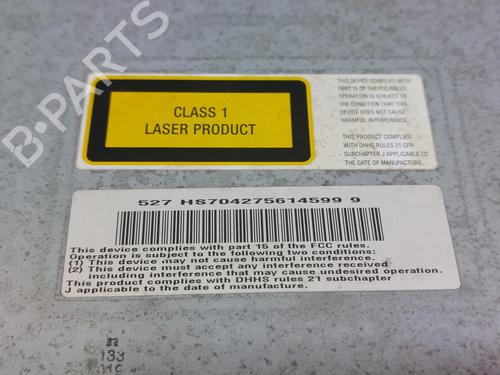 B-PARTS
CLASS 1
LASER PRODUCT
THIS DEVICE COMPLIES WITH
PART 15 OF THE FCC RULES.
OPERATION IS SUBJECT TO
THE CONDITION THAT THIS
DEVICE DOES NOT CAUSE
HARMFUL INTERFERENCE.
THIS PRODUCT COMPLIES
WITH DHHS RULES 21 CFR
SUBCHAPTER J APPLICABLE TO
THE DATE OF MANUFACTURE.
527 HS704275614599 9
This device complies with part 15 of the FCC rules.
Operation is subject to the following two conditions:
(1) This device may not cause harmful interference.
(2) This device must accept any interference received
including interference that may cause undesired operation.
This product complies with DHHS rules 21 subchapter
J applicable to the date of manufacture.
133